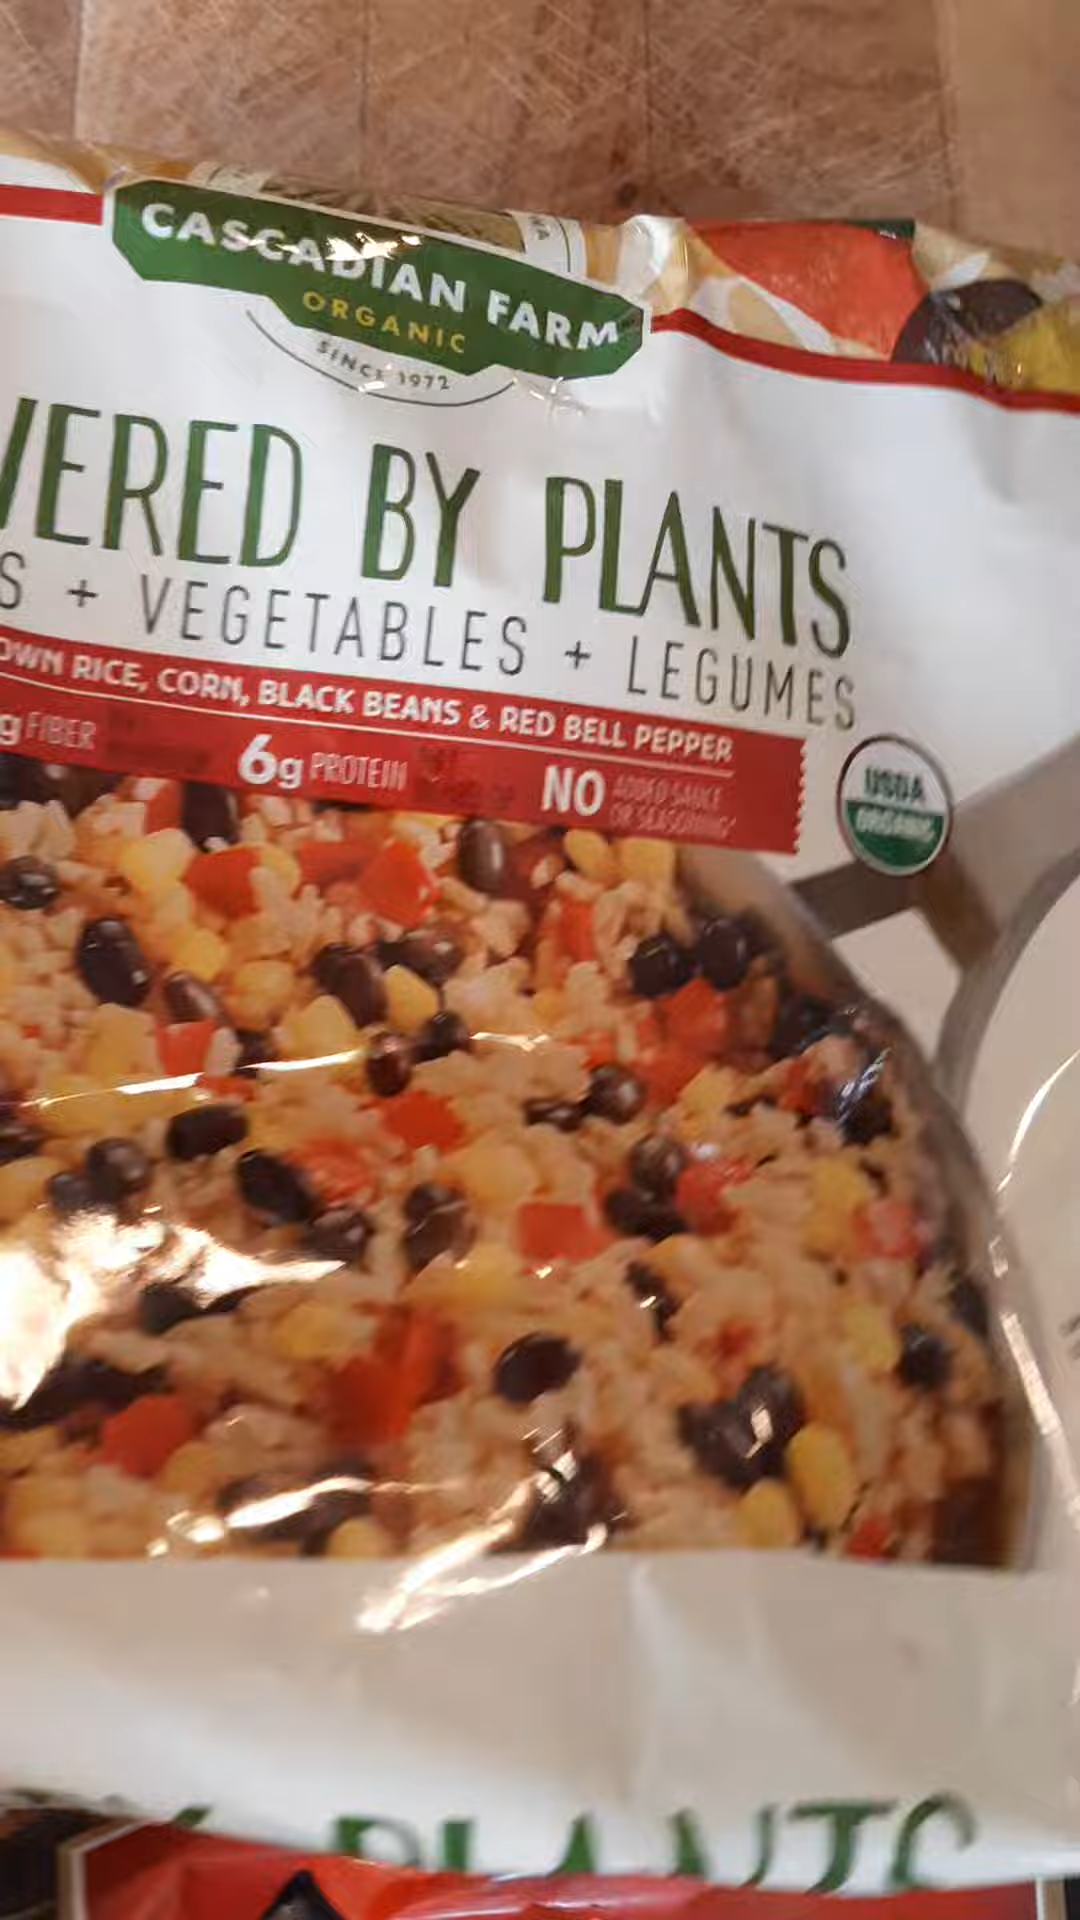 CASCADIAN FARM
ORGANIC
SINCE 1972
WERED BY PLANTS
S + VEGETABLES + LEGUMES
OWN RICE, CORN, BLACK BEANS & RED BELL PEPPER
g FIBER
6g PROTEIN
NO ADDED SAUCE
OR SEASONING
USDA
ORGANIC
PLANTS